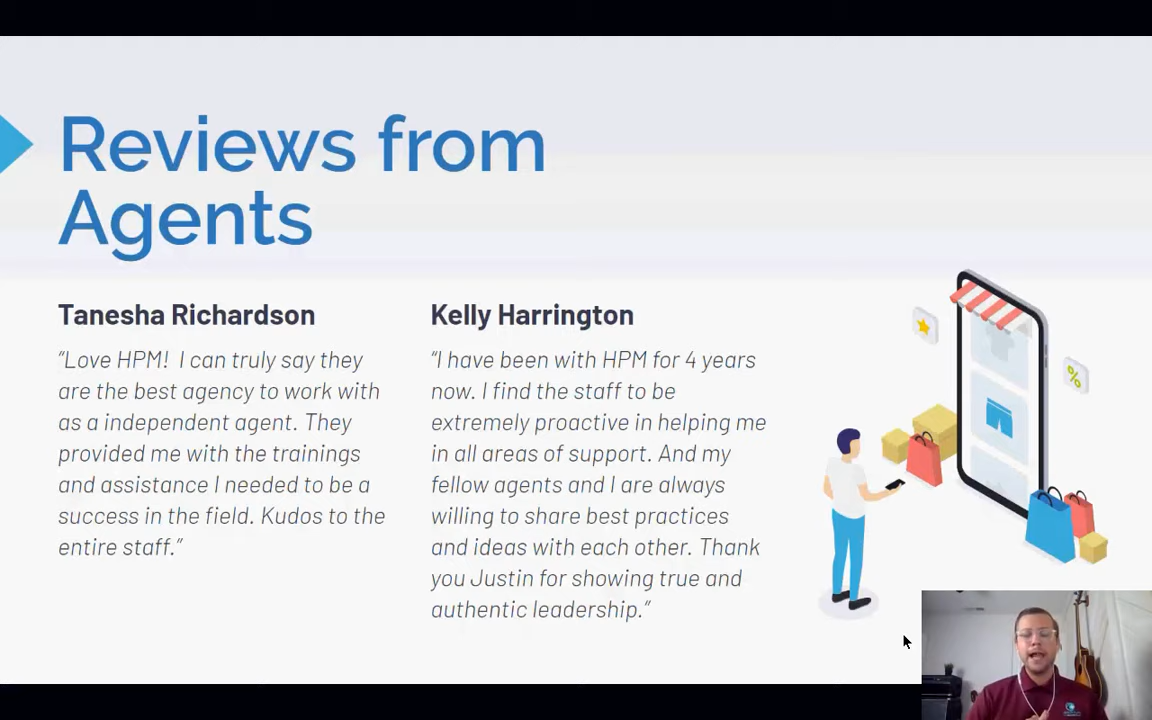 Reviews from
Agents
Tanesha Richardson
“Love HPM!  I can truly say they
are the best agency to work with
as a independent agent. They
provided me with the trainings
and assistance I needed to be a
success in the field. Kudos to the
entire staff.”
Kelly Harrington
“I have been with HPM for 4 years
now. I find the staff to be
extremely proactive in helping me
in all areas of support. And my
fellow agents and I are always
willing to share best practices
and ideas with each other. Thank
you Justin for showing true and
authentic leadership.”
%